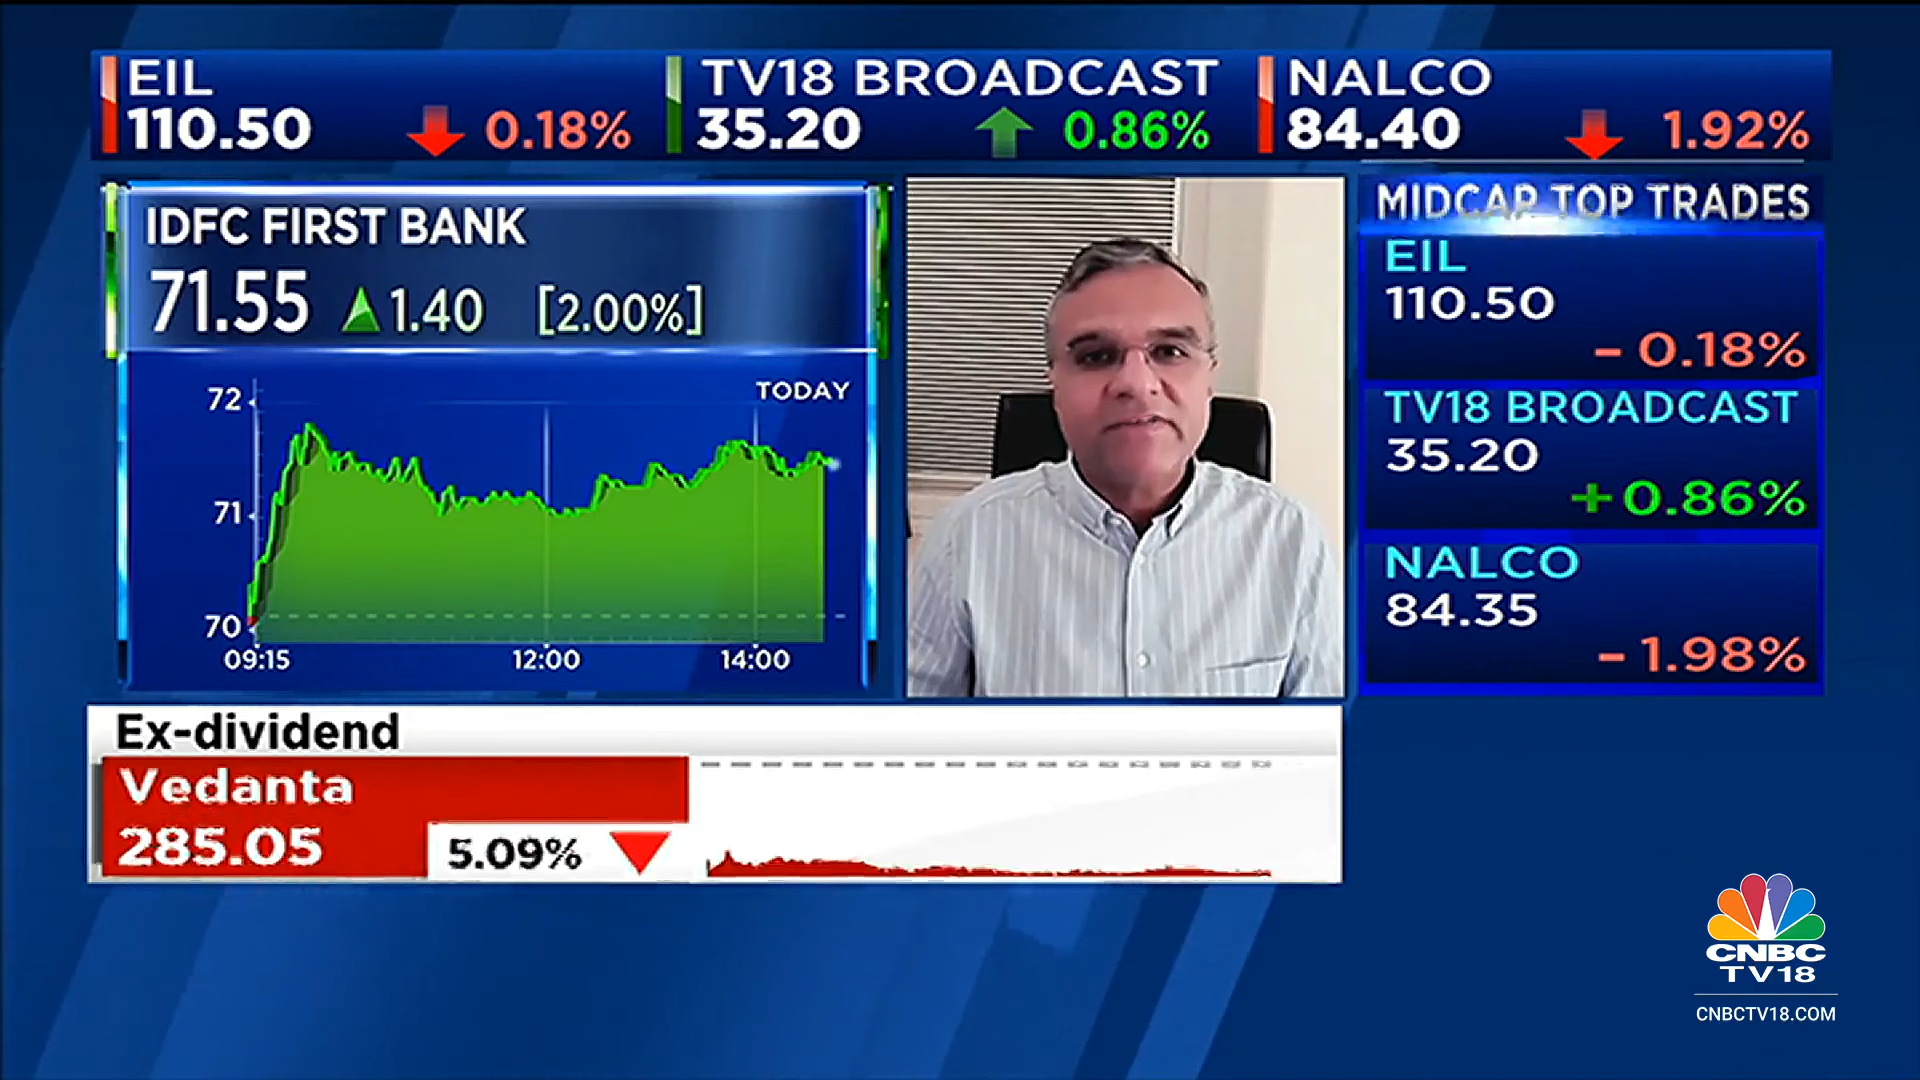 EIL
110.50 0.18%
TV18 BROADCAST
35.20 0.86%
NALCO
84.40 1.92%
IDFC FIRST BANK
71.55 1.40 [2.00%]
TODAY
72
71
70
09:15 12:00 14:00
MIDCAP TOP TRADES
EIL
110.50
- 0.18%
TV18 BROADCAST
35.20
+0.86%
NALCO
84.35
- 1.98%
Ex-dividend
Vedanta
285.05 5.09%
CNBC
TV18
CNBCTV18.COM